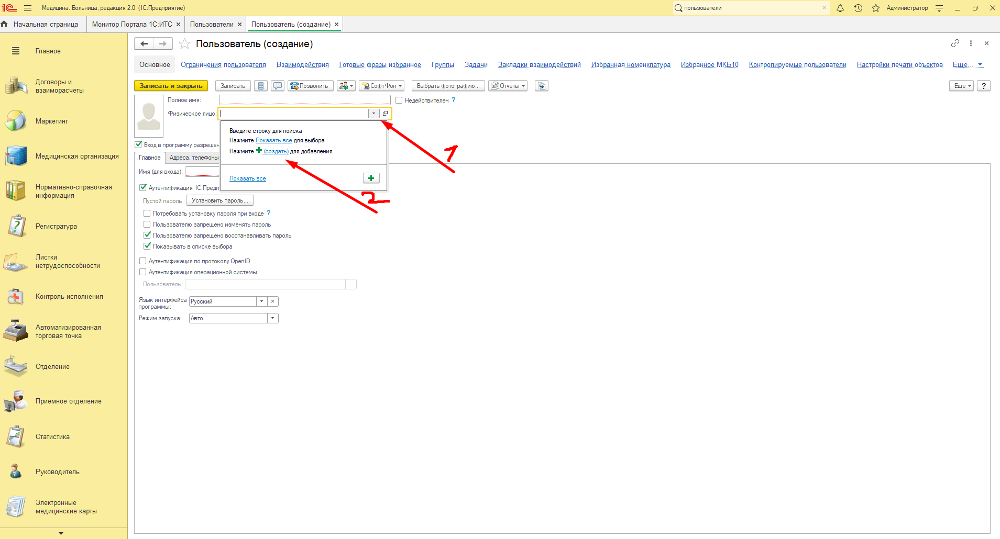 1С
Медицина. Больница, редакция 2.0 (1С:Предприятие)
пользователи
×
Администратор
Начальная страница
Монитор Портала 1С:ИТС ×
Пользователи ×
Пользователь (создание) ×
Главное
Договоры и
взаиморасчеты
Маркетинг
Медицинская организация
Нормативно-справочная
информация
Регистратура
Листки
нетрудоспособности
Контроль исполнения
Автоматизированная
торговая точка
Отделение
Приемное отделение
Статистика
Руководитель
Электронные
медицинские карты
Пользователь (создание)
Основное Ограничения пользователя Взаимодействия Готовые фразы избранное Группы Задачи Закладки взаимодействий Избранная номенклатура Избранное МКБ10 Контролируемые пользователи Настройки печати объектов Еще...
Записать и закрыть Записать Позвонить СофтФон Выбрать фотографию... Отчеты Еще ?
Полное имя: Недействителен ?
Физическое лицо:
Введите строку для поиска
Нажмите Показать все для выбора
Нажмите + (создать) для добавления
Показать все +
1
2
Вход в программу разрешен
Главное Адреса, телефоны
Имя (для входа):
Аутентификация 1С:Предп
Пустой пароль Установить пароль...
Потребовать установку пароля при входе ?
Пользователю запрещено изменять пароль
Пользователю запрещено восстанавливать пароль
Показывать в списке выбора
Аутентификация по протоколу OpenID
Аутентификация операционной системы
Пользователь: ...
Язык интерфейса
программы:
Русский ×
Режим запуска: Авто